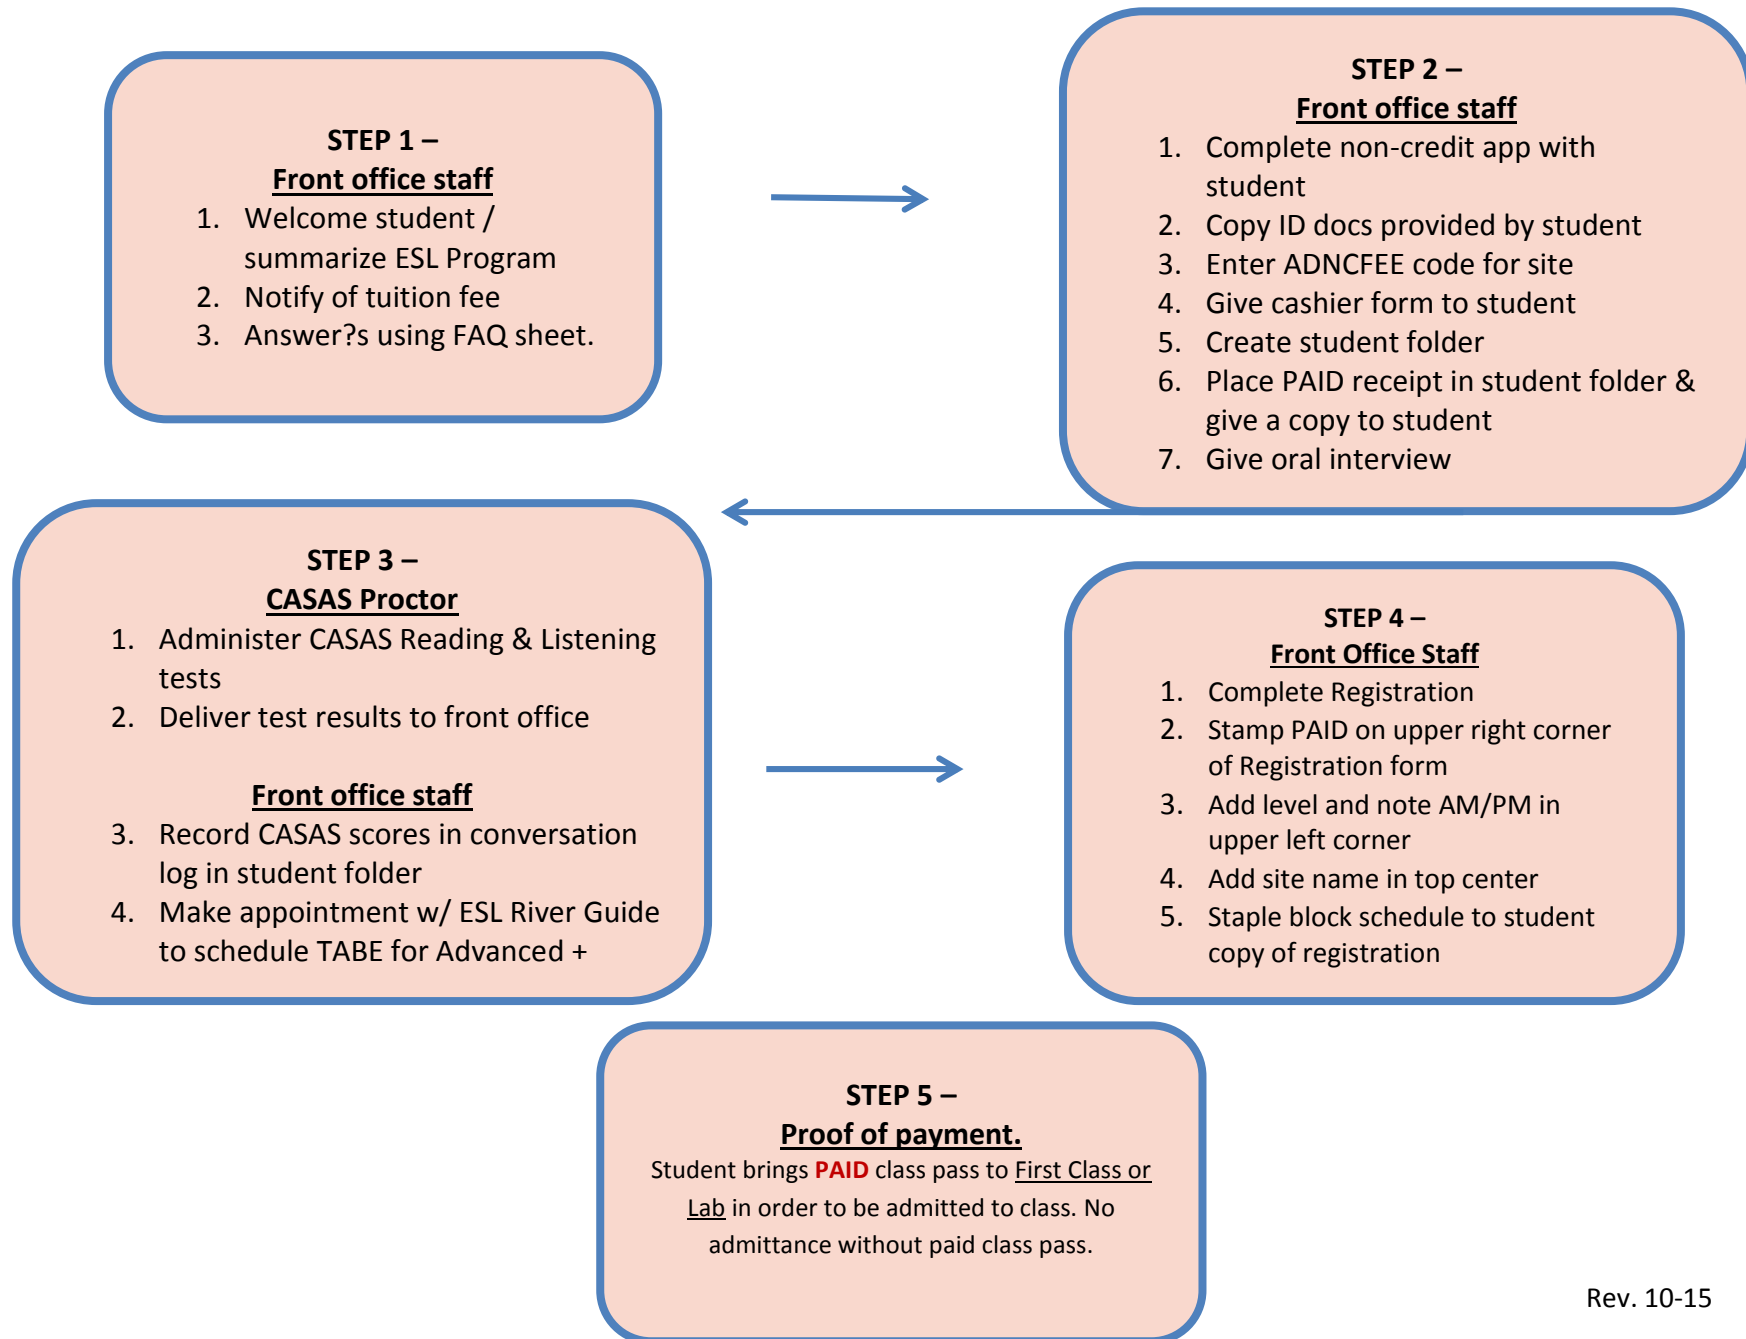 STEP 1 –
Front office staff
1. Welcome student /
summarize ESL Program
2. Notify of tuition fee
3. Answer?s using FAQ sheet.
STEP 2 –
Front office staff
1. Complete non-credit app with
student
2. Copy ID docs provided by student
3. Enter ADNCFEE code for site
4. Give cashier form to student
5. Create student folder
6. Place PAID receipt in student folder &
give a copy to student
7. Give oral interview
STEP 3 –
CASAS Proctor
1. Administer CASAS Reading & Listening
tests
2. Deliver test results to front office
Front office staff
3. Record CASAS scores in conversation
log in student folder
4. Make appointment w/ ESL River Guide
to schedule TABE for Advanced +
STEP 4 –
Front Office Staff
1. Complete Registration
2. Stamp PAID on upper right corner
of Registration form
3. Add level and note AM/PM in
upper left corner
4. Add site name in top center
5. Staple block schedule to student
copy of registration
STEP 5 –
Proof of payment.
Student brings PAID class pass to First Class or
Lab in order to be admitted to class. No
admittance without paid class pass.
Rev. 10-15